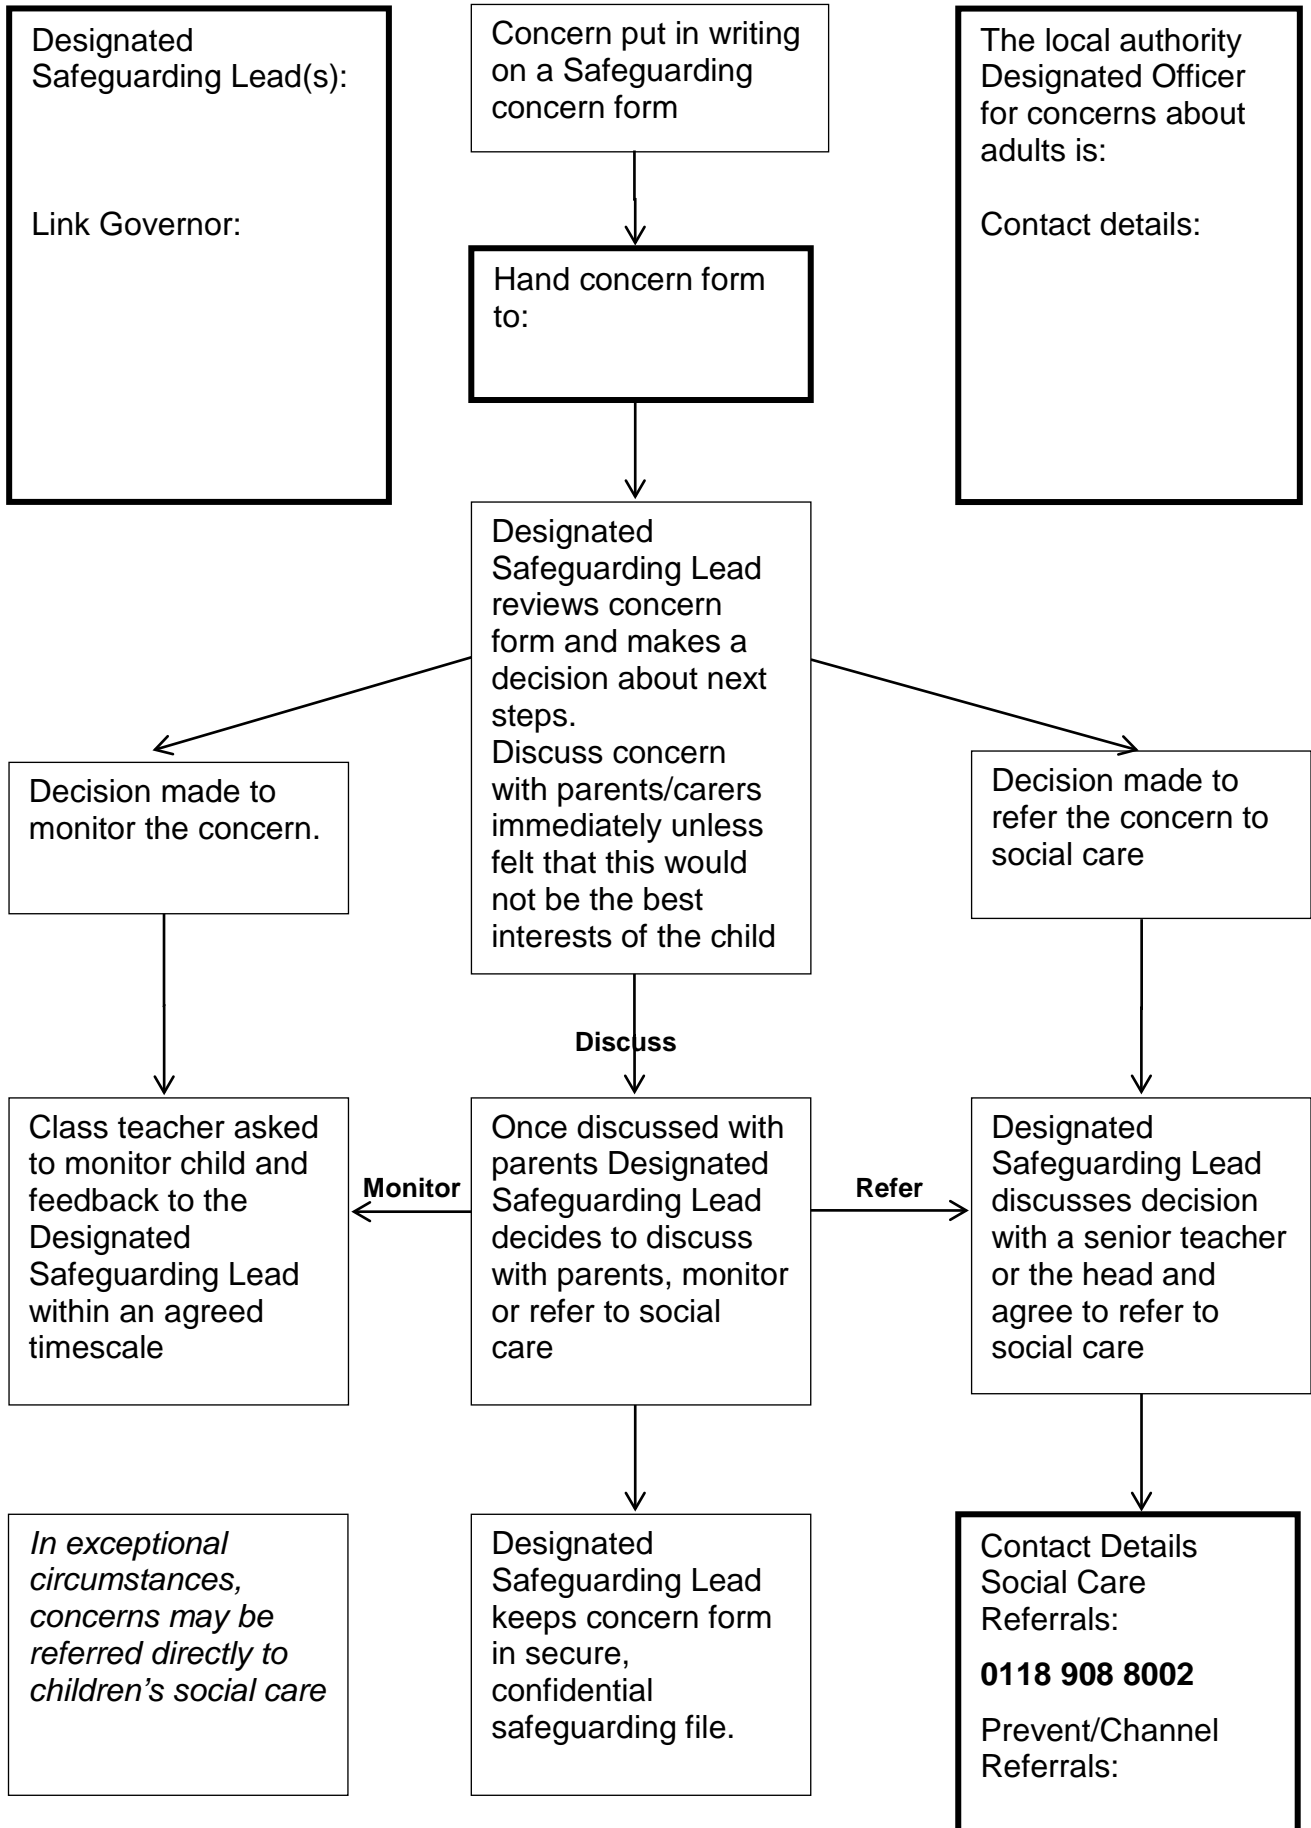 Designated
Safeguarding Lead(s):
Link Governor:
Concern put in writing
on a Safeguarding
concern form
The local authority
Designated Officer
for concerns about
adults is:
Contact details:
Hand concern form
to:
Designated
Safeguarding Lead
reviews concern
form and makes a
decision about next
steps.
Discuss concern
with parents/carers
immediately unless
felt that this would
not be the best
interests of the child
Decision made to
monitor the concern.
Decision made to
refer the concern to
social care
Discuss
Class teacher asked
to monitor child and
feedback to the
Designated
Safeguarding Lead
within an agreed
timescale
Monitor
Once discussed with
parents Designated
Safeguarding Lead
decides to discuss
with parents, monitor
or refer to social
care
Refer
Designated
Safeguarding Lead
discusses decision
with a senior teacher
or the head and
agree to refer to
social care
In exceptional
circumstances,
concerns may be
referred directly to
children’s social care
Designated
Safeguarding Lead
keeps concern form
in secure,
confidential
safeguarding file.
Contact Details
Social Care
Referrals:
0118 908 8002
Prevent/Channel
Referrals: